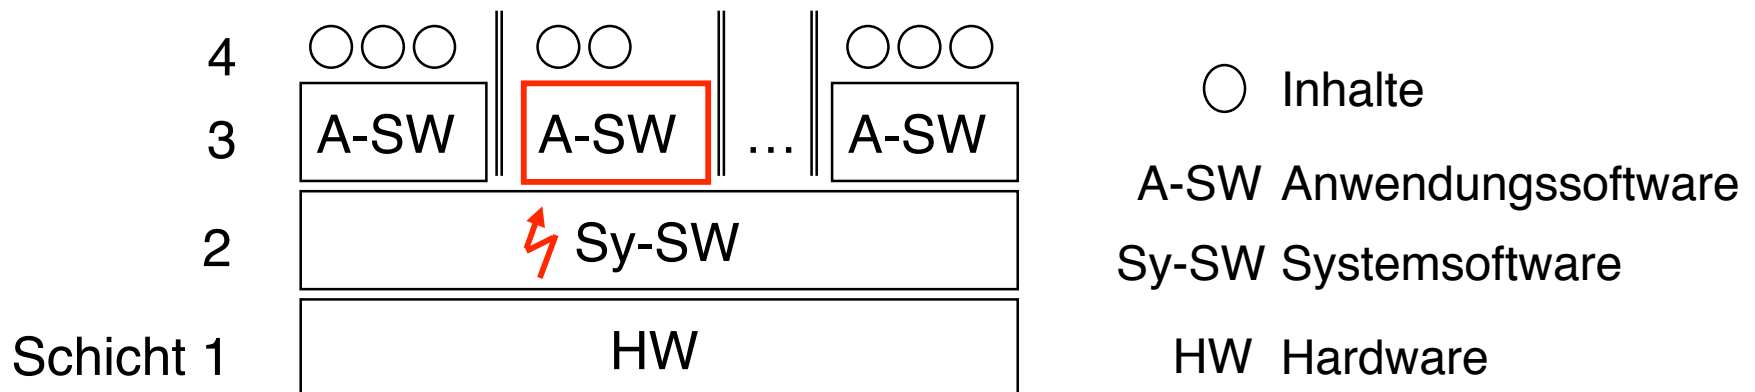 4
3 A-SW A-SW ... A-SW
2 Sy-SW
Schicht 1 HW
Inhalte
A-SW Anwendungssoftware
Sy-SW Systemsoftware
HW Hardware